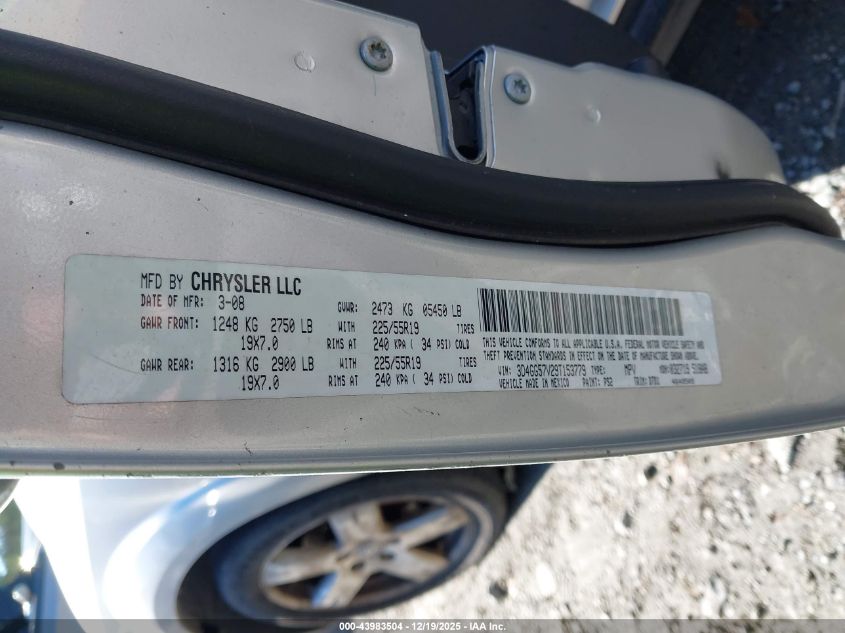 MFD BY CHRYSLER LLC
DATE OF MFR: 3-08 GVWR: 2473 KG 05450 LB
GAWR FRONT: 1248 KG 2750 LB WITH 225/55R19 TIRES
19X7.0 RIMS AT 240 KPA ( 34 PSI) COLD
GAWR REAR: 1316 KG 2900 LB WITH 225/55R19 TIRES
19X7.0 RIMS AT 240 KPA ( 34 PSI) COLD
THIS VEHICLE CONFORMS TO ALL APPLICABLE U.S.A. FEDERAL MOTOR VEHICLE SAFETY AND
THEFT PREVENTION STANDARDS IN EFFECT ON THE DATE OF MANUFACTURE SHOWN ABOVE.
VIN: 3D4GG57V29T153779 TYPE: MPV
VEHICLE MADE IN MEXICO PAINT: PS2 TRIM:
000-43983504 - 12/19/2025 - IAA, Inc.